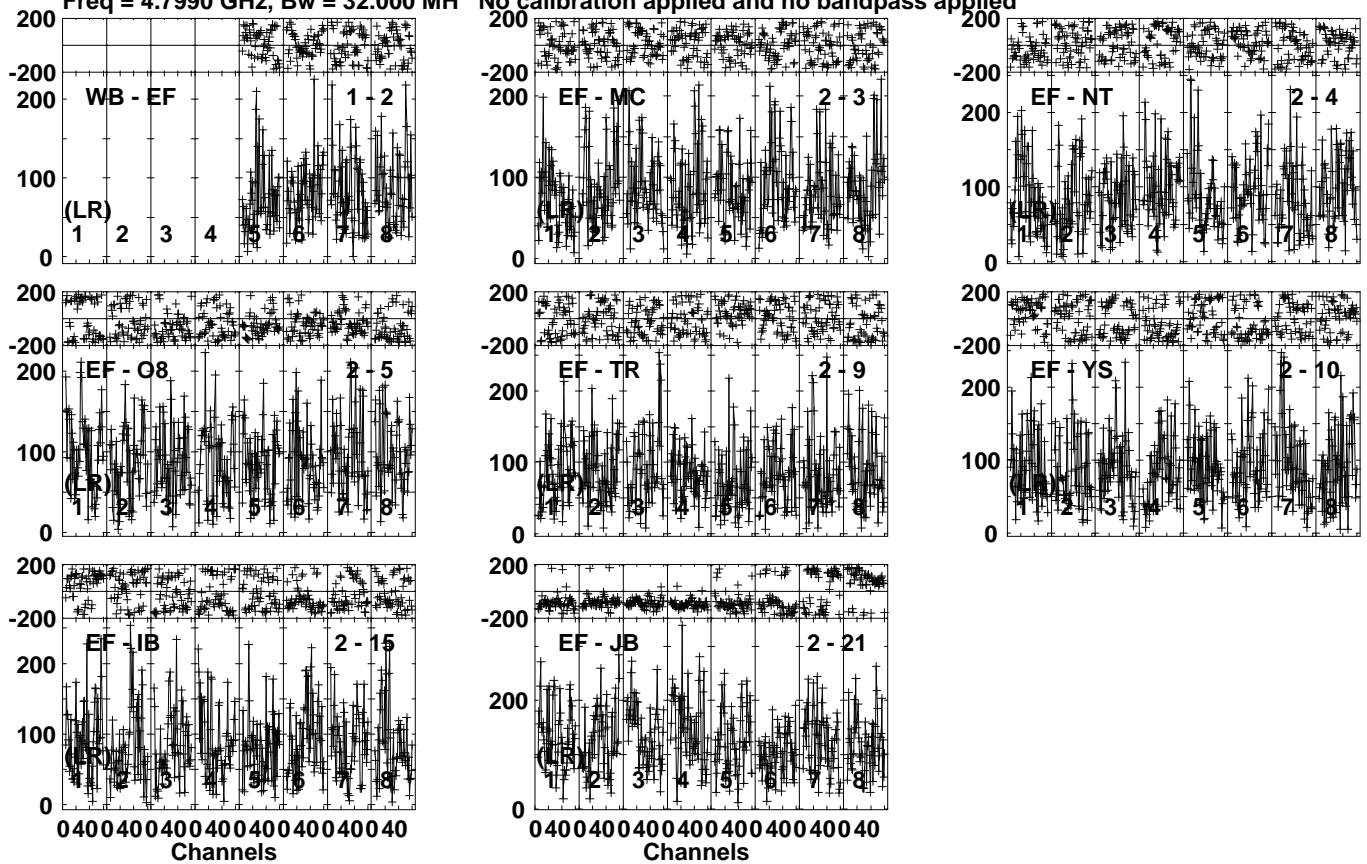 Freq = 4.7990 GHz, Bw = 32.000 MH No calibration applied and no bandpass applied
200
-200
WB - EF 1 - 2
200
100
0
(LR)
1 2 3 4 5 6 7 8
200
-200
EF - MC 2 - 3
200
100
0
(LR)
1 2 3 4 5 6 7 8
200
-200
EF - NT 2 - 4
200
100
0
(LR)
1 2 3 4 5 6 7 8
200
-200
EF - O8 2 - 5
200
100
0
(LR)
1 2 3 4 5 6 7 8
200
-200
EF - TR 2 - 9
200
100
0
(LR)
1 2 3 4 5 6 7 8
200
-200
EF - YS 2 - 10
200
100
0
(LR)
1 2 3 4 5 6 7 8
200
-200
EF - IB 2 - 15
200
100
0
(LR)
1 2 3 4 5 6 7 8
0 40 0 40 0 40 0 40 0 40 0 40 0 40 0 40
Channels
200
-200
EF - JB 2 - 21
200
0
(LR)
1 2 3 4 5 6 7 8
0 40 0 40 0 40 0 40 0 40 0 40 0 40 0 40
Channels